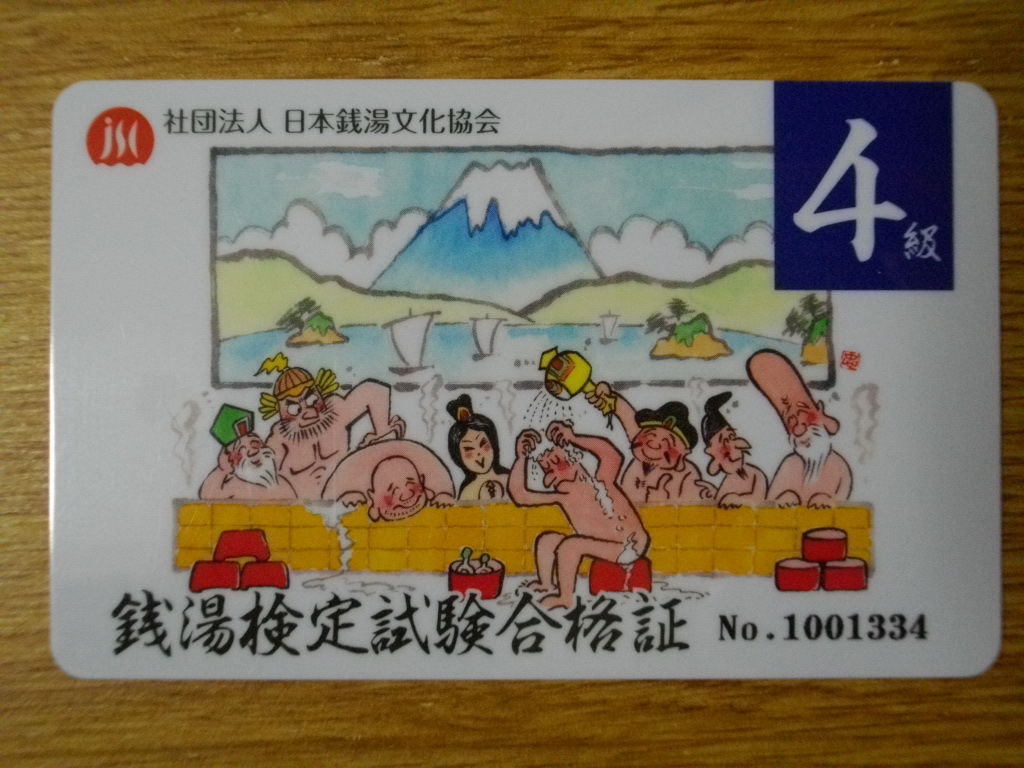 JSC
社団法人 日本銭湯文化協会
4級
銭湯検定試験合格証
No.1001334